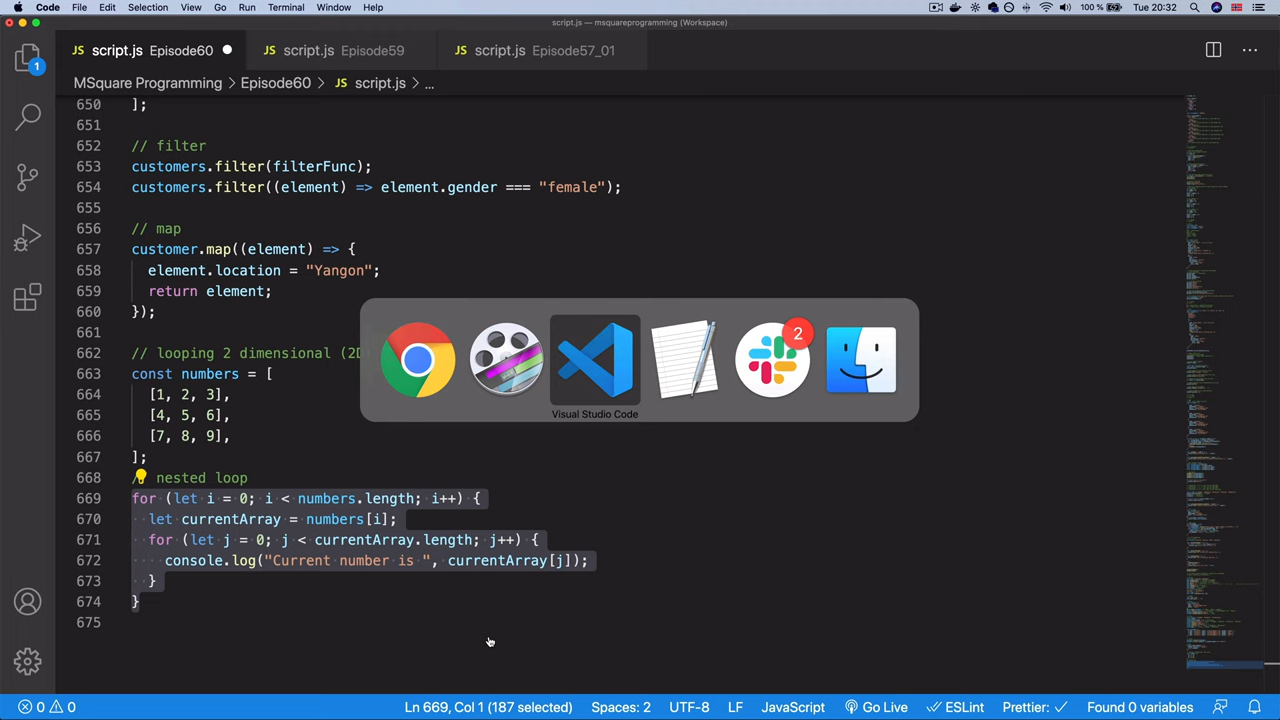 Code File Edit Selection View Go Run Terminal Window Help 100 % Tue 20:32
script.js — msquareprogramming (Workspace)
script.js Episode60 script.js Episode59 script.js Episode57_01
1
MSquare Programming > Episode60 > JS script.js > ...
650 ];
651
652 // filter
653 customers.filter(filterFunc);
654 customers.filter((element) => element.gender === "female");
655
656 // map
657 customer.map((element) => {
658 element.location = "Yangon";
659 return element;
660 });
661
662 // looping 2 dimensional (2D
663 const numbers = [
664 [1, 2, 3],
665 [4, 5, 6],
666 [7, 8, 9],
667 ];
668 // nested loop
669 for (let i = 0; i < numbers.length; i++) {
670 let currentArray = numbers[i];
671 for (let j = 0; j < currentArray.length; j++) {
672 console.log("Current Number :: ", currentArray[j]);
673 }
674 }
675
2
Visual Studio Code
0 0 Ln 669, Col 1 (187 selected) Spaces: 2 UTF-8 LF JavaScript Go Live ESLint Prettier: Found 0 variables